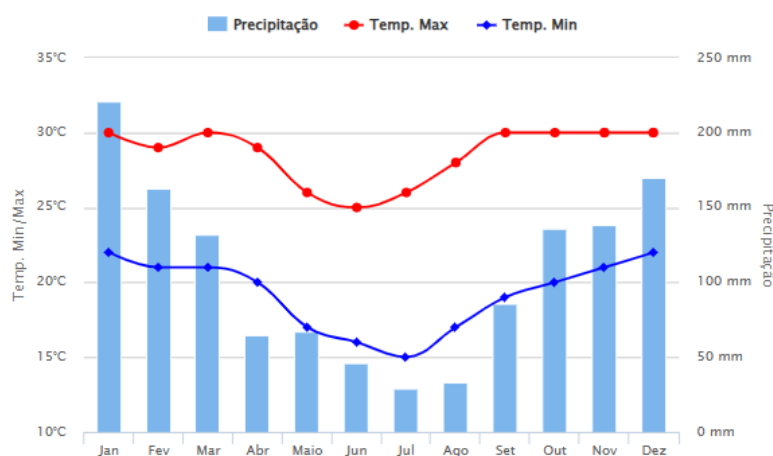 Precipitação Temp. Max Temp. Min
35°C 250 mm
30°C 200 mm
25°C 150 mm
20°C 100 mm
15°C 50 mm
10°C 0 mm
Temp. Min/Max
Precipitação
Jan Fev Mar Abr Maio Jun Jul Ago Set Out Nov Dez